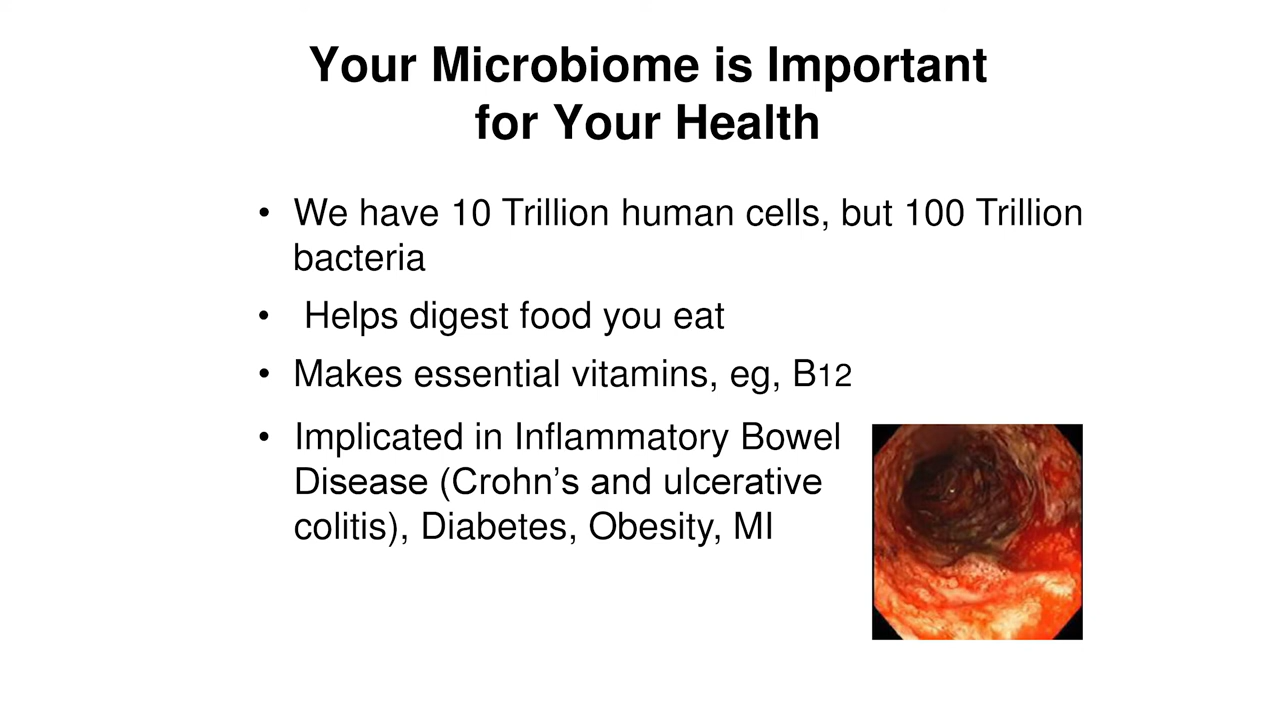 Your Microbiome is Important
for Your Health
• We have 10 Trillion human cells, but 100 Trillion
bacteria
• Helps digest food you eat
• Makes essential vitamins, eg, B12
• Implicated in Inflammatory Bowel
Disease (Crohn’s and ulcerative
colitis), Diabetes, Obesity, MI